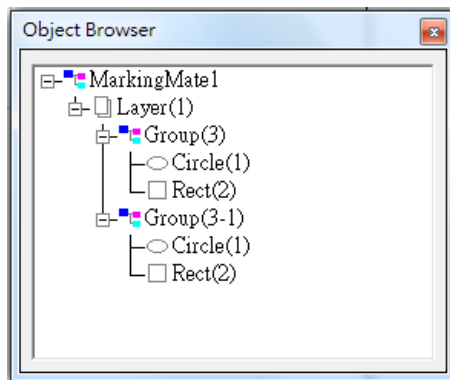 Object Browser
MarkingMate1
Layer(1)
Group(3)
Circle(1)
Rect(2)
Group(3-1)
Circle(1)
Rect(2)